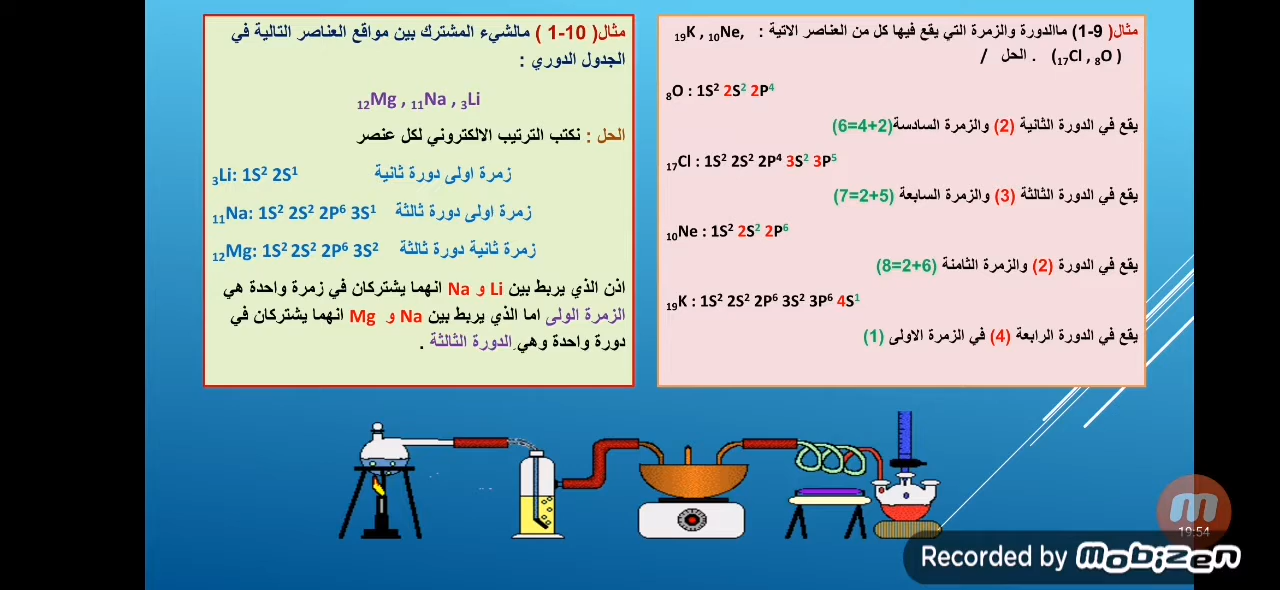 مثال( 9-1) ماالدورة والزمرة التي يقع فيها كل من العناصر الاتية : ₁₉K , ₁₀Ne,
( ₁₇Cl , ₈O) . الحل /
₈O : 1S² 2S² 2P⁴
يقع في الدورة الثانية (2) والزمرة السادسة(2+4=6)
₁₇Cl : 1S² 2S² 2P⁴ 3S² 3P⁵
يقع في الدورة الثالثة (3) والزمرة السابعة (5+2=7)
₁₀Ne : 1S² 2S² 2P⁶
يقع في الدورة (2) والزمرة الثامنة (6+2=8)
₁₉K : 1S² 2S² 2P⁶ 3S² 3P⁶ 4S¹
يقع في الدورة الرابعة (4) في الزمرة الاولى (1)
مثال( 10-1 ) مالشيء المشترك بين مواقع العناصر التالية في
الجدول الدوري :
₁₂Mg , ₁₁Na , ₃Li
الحل : نكتب الترتيب الالكتروني لكل عنصر
₃Li: 1S² 2S¹ زمرة اولى دورة ثانية
₁₁Na: 1S² 2S² 2P⁶ 3S¹ زمرة اولى دورة ثالثة
₁₂Mg: 1S² 2S² 2P⁶ 3S² زمرة ثانية دورة ثالثة
اذن الذي يربط بين Li و Na انهما يشتركان في زمرة واحدة هي
الزمرة الولى اما الذي يربط بين Na و Mg انهما يشتركان في
دورة واحدة وهي الدورة الثالثة .
19:54
Recorded by mobizen